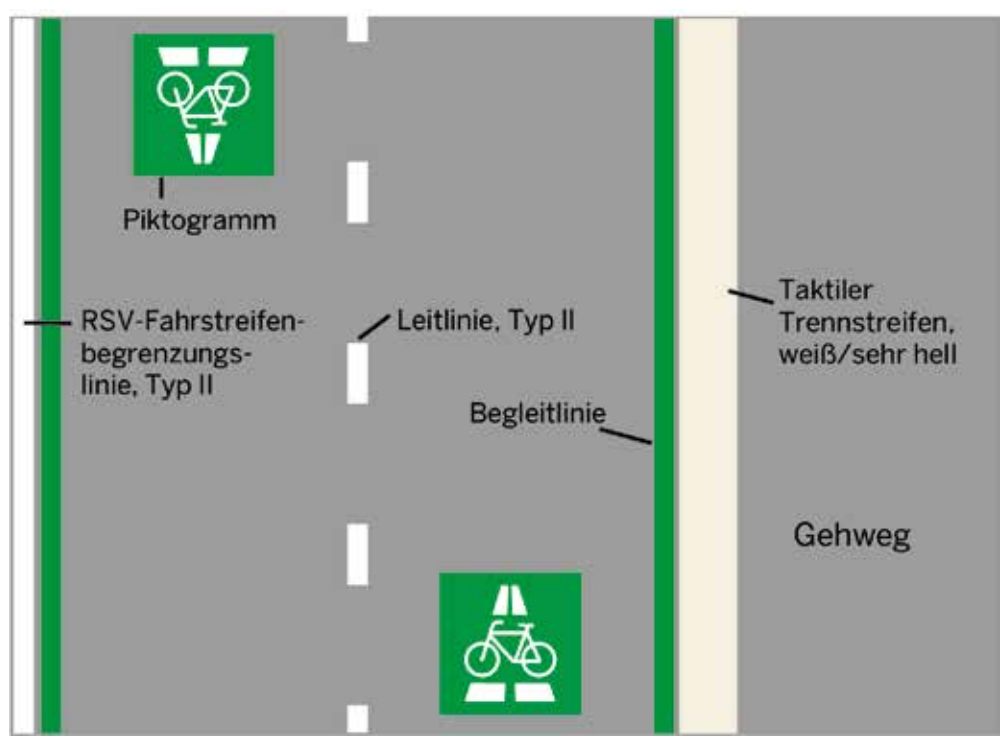 Piktogramm
RSV-Fahrstreifen-
begrenzungs-
linie, Typ II
Leitlinie, Typ II
Taktiler
Trennstreifen,
weiß/sehr hell
Begleitlinie
Gehweg